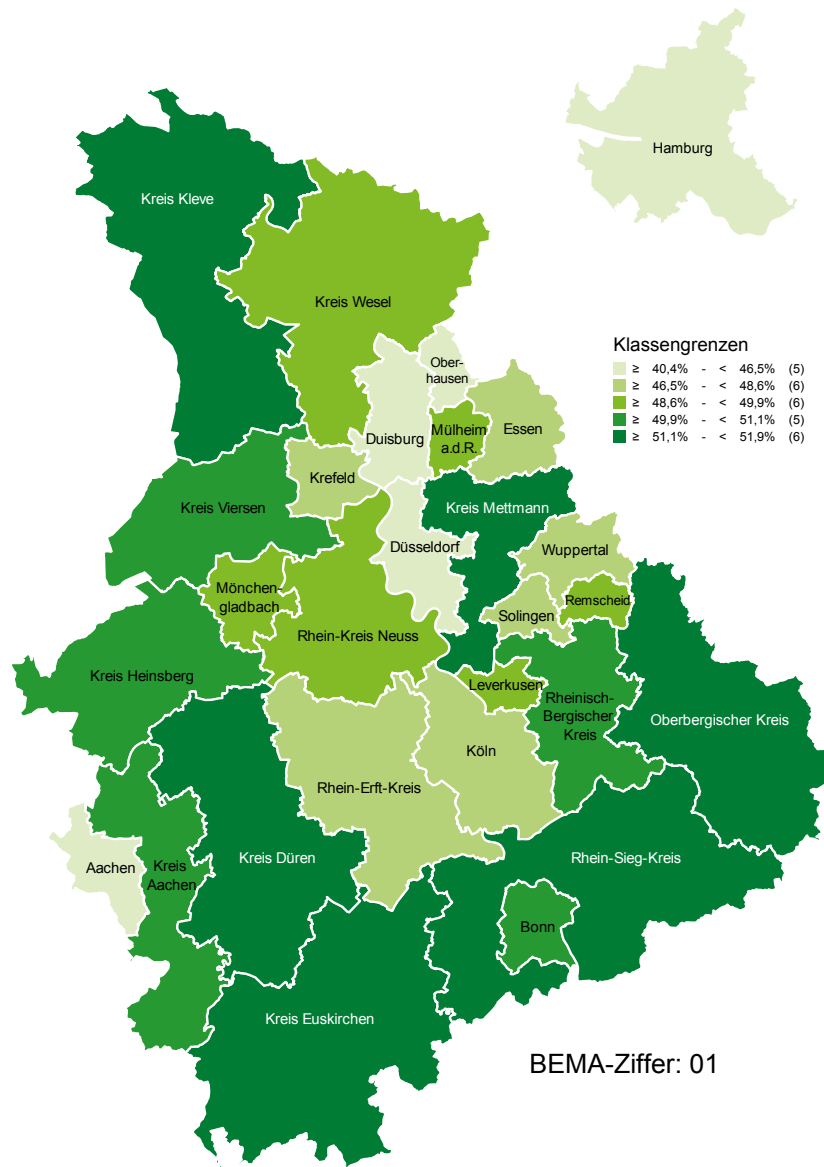 Hamburg
Kreis Kleve
Kreis Wesel
Klassengrenzen
≥ 40,4% - < 46,5% (5)
≥ 46,5% - < 48,6% (6)
≥ 48,6% - < 49,9% (6)
≥ 49,9% - < 51,1% (5)
≥ 51,1% - < 51,9% (6)
Ober-
hausen
Duisburg
Mülheim
a.d.R.
Essen
Krefeld
Kreis Viersen
Kreis Mettmann
Düsseldorf
Wuppertal
Mönchen-
gladbach
Remscheid
Solingen
Rhein-Kreis Neuss
Kreis Heinsberg
Leverkusen
Rheinisch-
Bergischer
Kreis
Oberbergischer Kreis
Köln
Rhein-Erft-Kreis
Aachen
Kreis
Aachen
Kreis Düren
Rhein-Sieg-Kreis
Bonn
Kreis Euskirchen
BEMA-Ziffer: 01